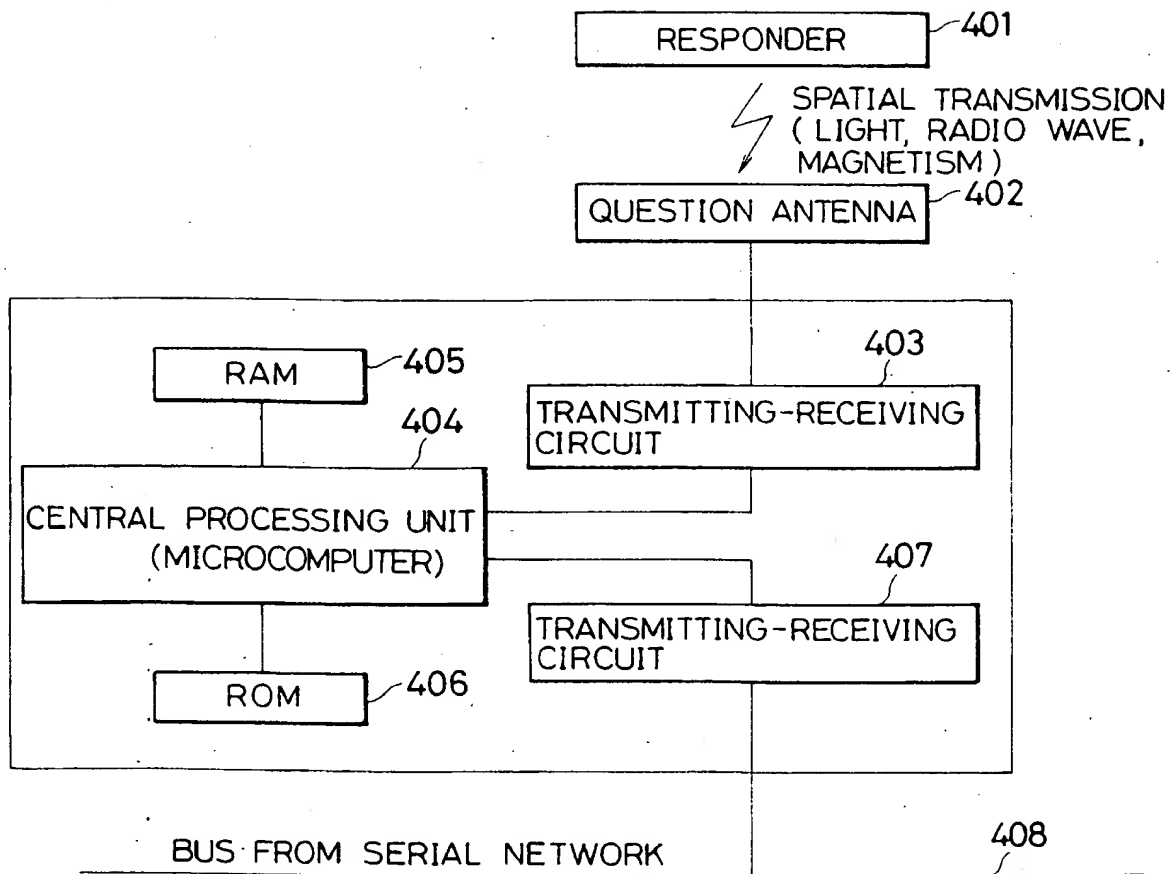 RESPONDER
401
SPATIAL TRANSMISSION
(LIGHT, RADIO WAVE,
MAGNETISM)
QUESTION ANTENNA
402
403
RAM
405
TRANSMITTING-RECEIVING
CIRCUIT
404
CENTRAL PROCESSING UNIT
(MICROCOMPUTER)
407
TRANSMITTING-RECEIVING
CIRCUIT
ROM
406
BUS FROM SERIAL NETWORK
408